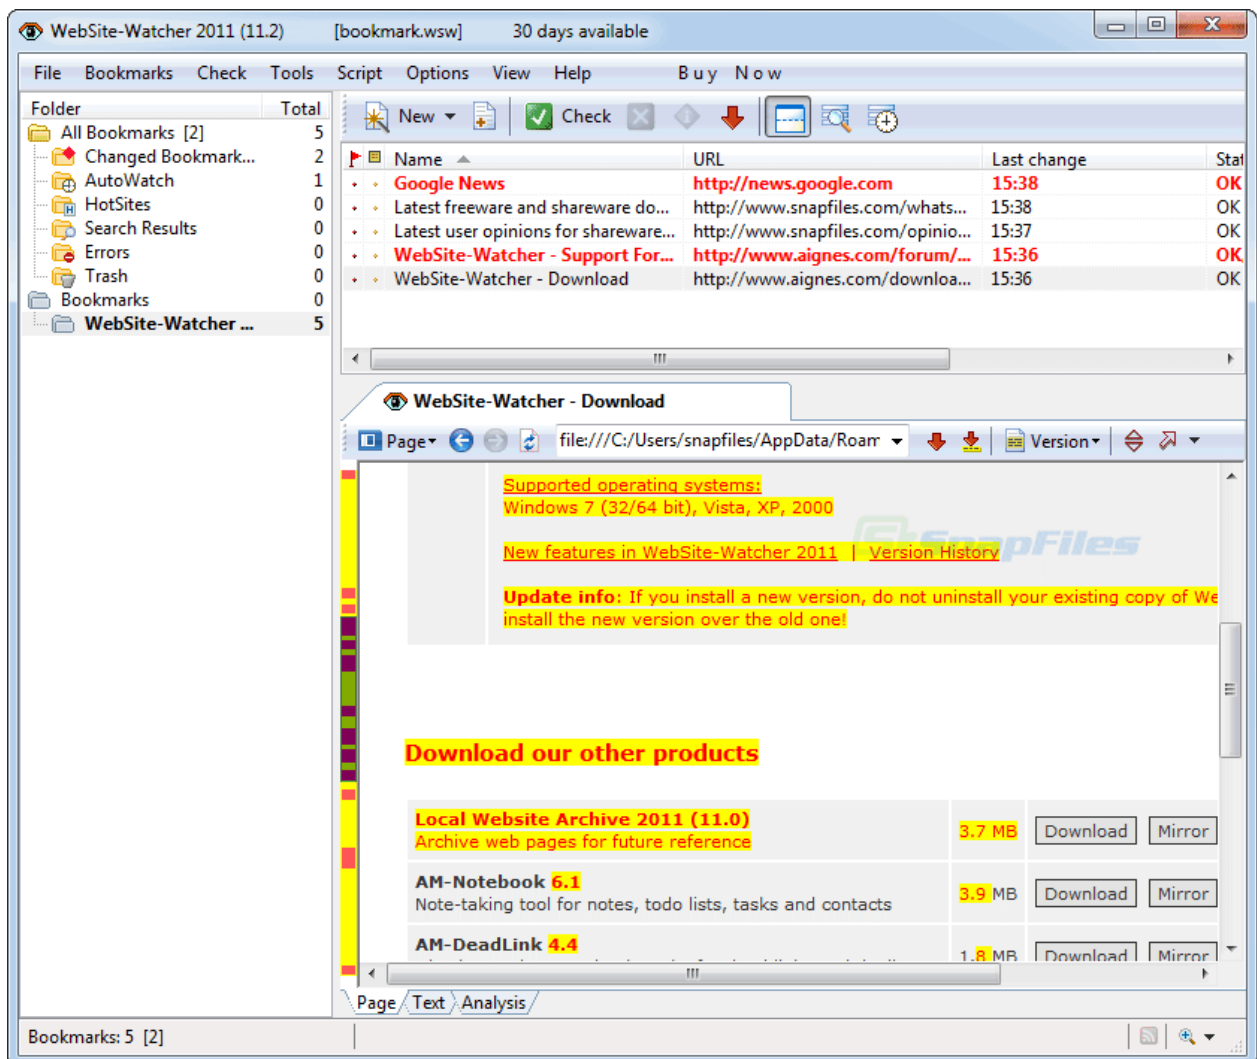 WebSite-Watcher 2011 (11.2) [bookmark.wsw] 30 days available
File Bookmarks Check Tools Script Options View Help Buy Now
Folder Total
All Bookmarks [2] 5
Changed Bookmark... 2
AutoWatch 1
HotSites 0
Search Results 0
Errors 0
Trash 0
Bookmarks 0
WebSite-Watcher ... 5
New Check
Name URL Last change Stat
Google News http://news.google.com 15:38 OK
Latest freeware and shareware do... http://www.snapfiles.com/whats... 15:38 OK
Latest user opinions for shareware... http://www.snapfiles.com/opinio... 15:37 OK
WebSite-Watcher - Support For... http://www.aignes.com/forum/... 15:36 OK,
WebSite-Watcher - Download http://www.aignes.com/downloa... 15:36 OK
WebSite-Watcher - Download
Page file:///C:/Users/snapfiles/AppData/Roam Version
Supported operating systems:
Windows 7 (32/64 bit), Vista, XP, 2000
SnapFiles
New features in WebSite-Watcher 2011 | Version History
Update info: If you install a new version, do not uninstall your existing copy of We
install the new version over the old one!
Download our other products
Local Website Archive 2011 (11.0)
Archive web pages for future reference
3.7 MB Download Mirror
AM-Notebook 6.1
Note-taking tool for notes, todo lists, tasks and contacts
3.9 MB Download Mirror
AM-DeadLink 4.4
1.8 MB Download Mirror
Page Text Analysis
Bookmarks: 5 [2]